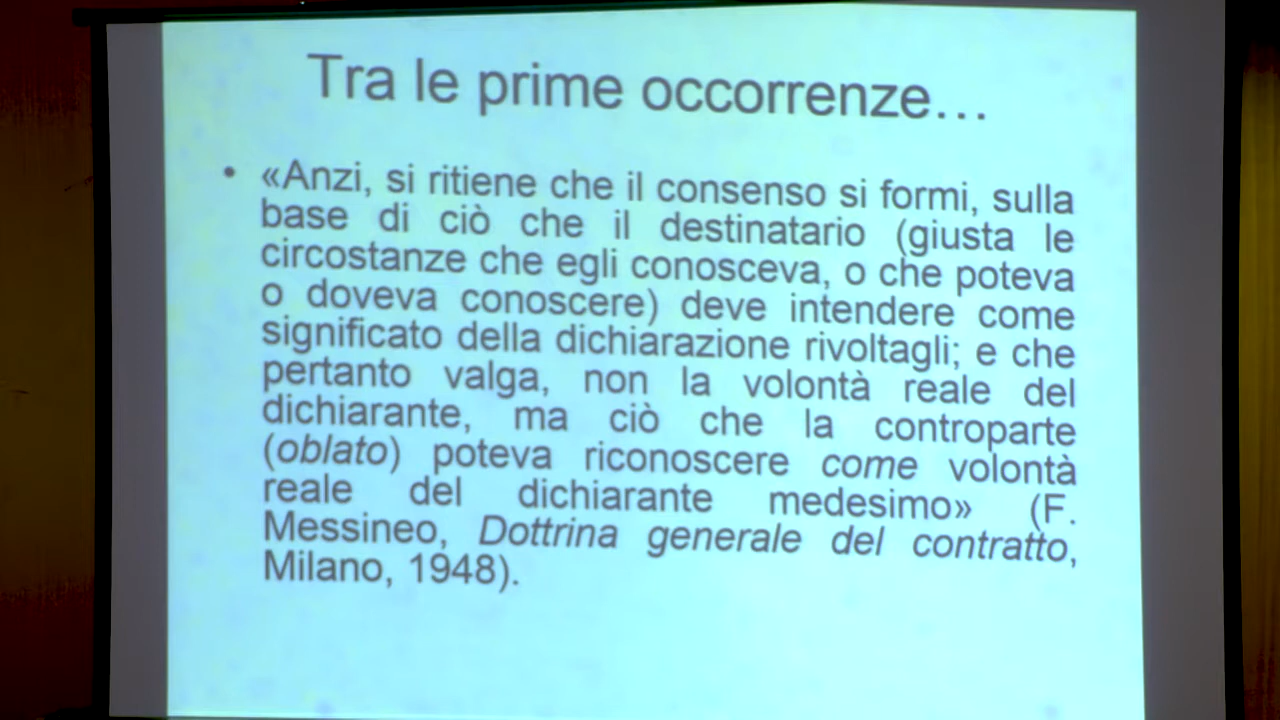 Tra le prime occorrenze...
• «Anzi, si ritiene che il consenso si formi, sulla
base di ciò che il destinatario (giusta le
circostanze che egli conosceva, o che poteva
o doveva conoscere) deve intendere come
significato della dichiarazione rivoltagli; e che
pertanto valga, non la volontà reale del
dichiarante, ma ciò che la controparte
(oblato) poteva riconoscere come volontà
reale del dichiarante medesimo» (F.
Messineo, Dottrina generale del contratto,
Milano, 1948).